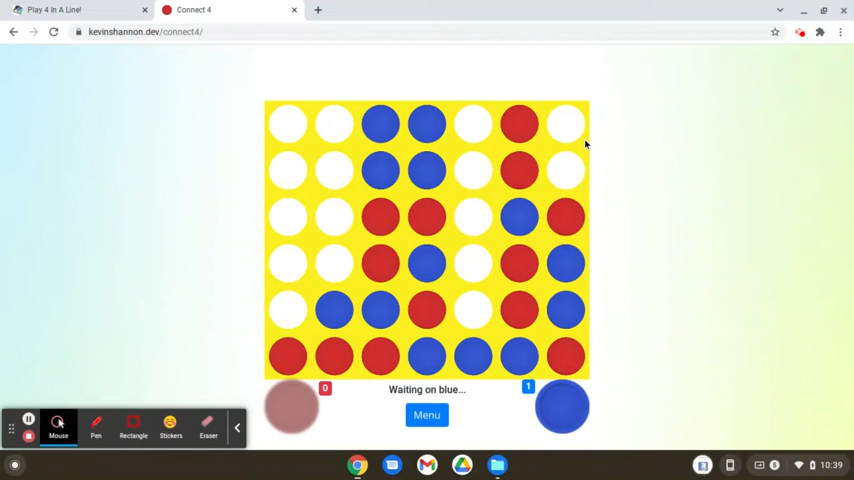 Play 4 In A Line!
Connect 4
kevinshannon.dev/connect4/
0
Waiting on blue...
1
Menu
Mouse
Pen
Rectangle
Stickers
Eraser
5
10:39